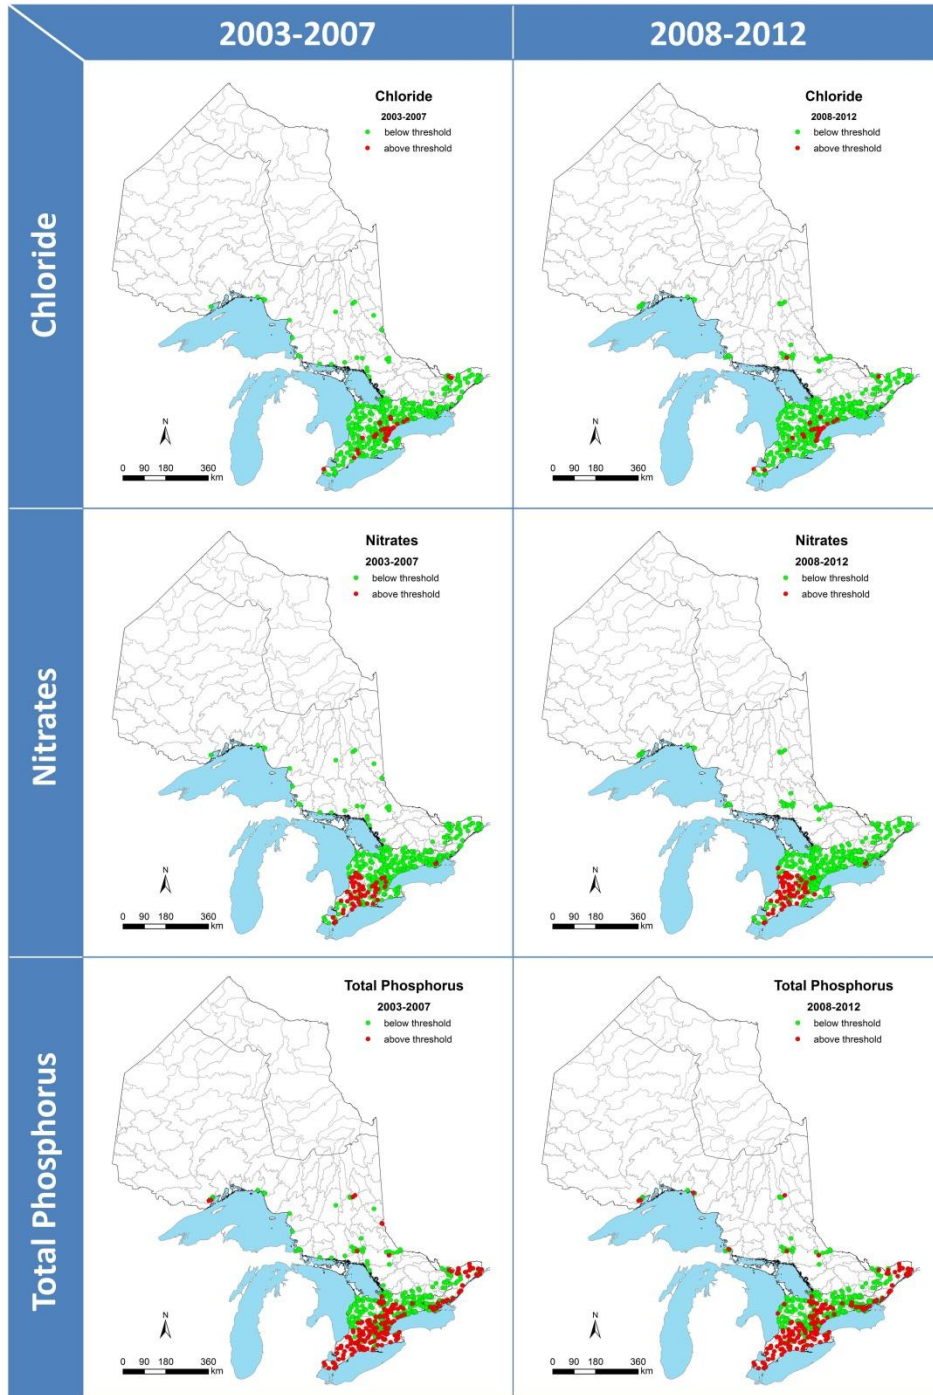 2003-2007
2008-2012
Chloride
Chloride
2003-2007
below threshold
above threshold
N
0 90 180 360
km
Chloride
2008-2012
below threshold
above threshold
N
0 90 180 360
km
Nitrates
Nitrates
2003-2007
below threshold
above threshold
N
0 90 180 360
km
Nitrates
2008-2012
below threshold
above threshold
N
0 90 180 360
km
Total Phosphorus
Total Phosphorus
2003-2007
below threshold
above threshold
N
0 90 180 360
km
Total Phosphorus
2008-2012
below threshold
above threshold
N
0 90 180 360
km